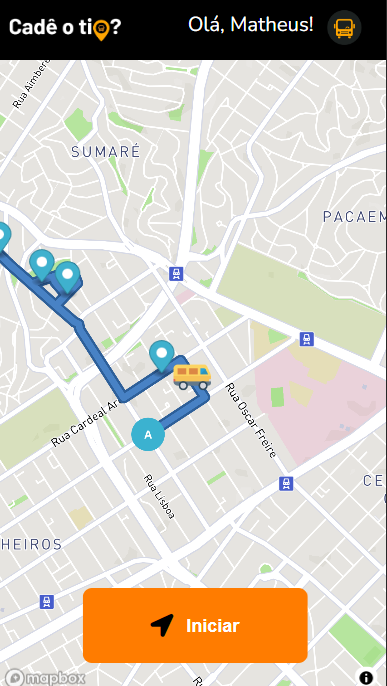 Cadê o tio?
Olá, Matheus!
Rua Aimbere
SUMARÉ
PACAEM
Rua Cardeal Ar
Rua Oscar Freire
A
Rua Lisboa
CE
HEIROS
Iniciar
mapbox
i